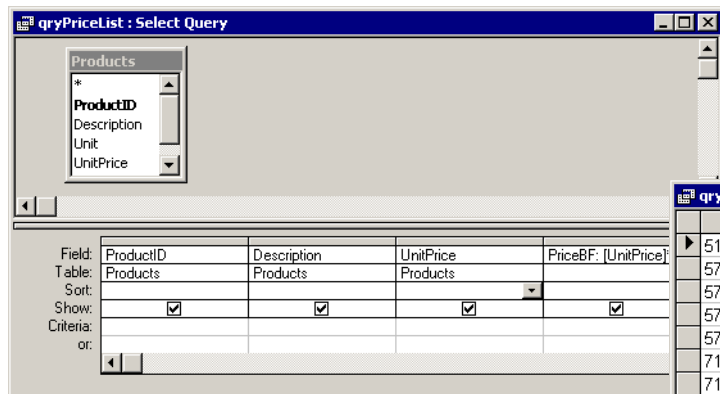 qryPriceList : Select Query
Products
*
ProductID
Description
Unit
UnitPrice
qry
Field: ProductID Description UnitPrice PriceBF: [UnitPrice]*
Table: Products Products Products
Sort:
Show:
Criteria:
or:
51
57
57
57
57
71
71